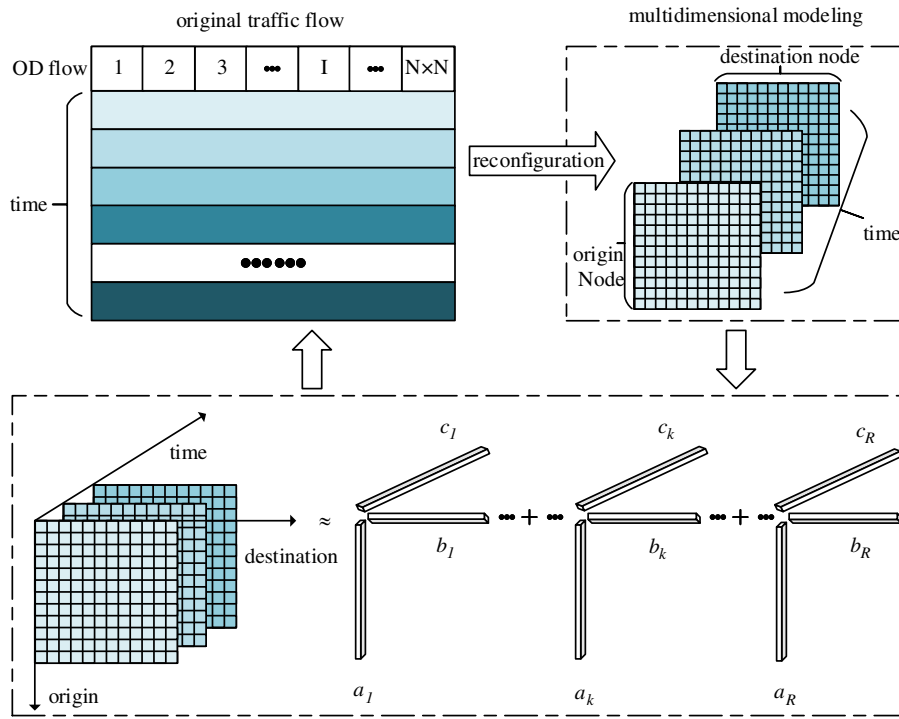 original traffic flow
multidimensional modeling
OD flow 1 2 3 ••• I ••• N×N
destination node
reconfiguration
time
••••••
origin
Node
time
time
destination
origin
≈
c1
b1
a1
••• + •••
ck
bk
ak
••• + •••
cR
bR
aR